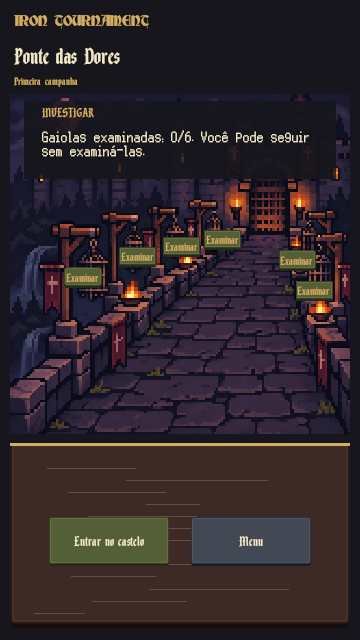 IRON TOURNAMENT
Ponte das Dores
Primeira campanha
INVESTIGAR
Gaiolas examinadas: 0/6. Você Pode seguir
sem examiná-las.
Examinar
Examinar
Examinar
Examinar
Examinar
Examinar
Entrar no castelo
Menu